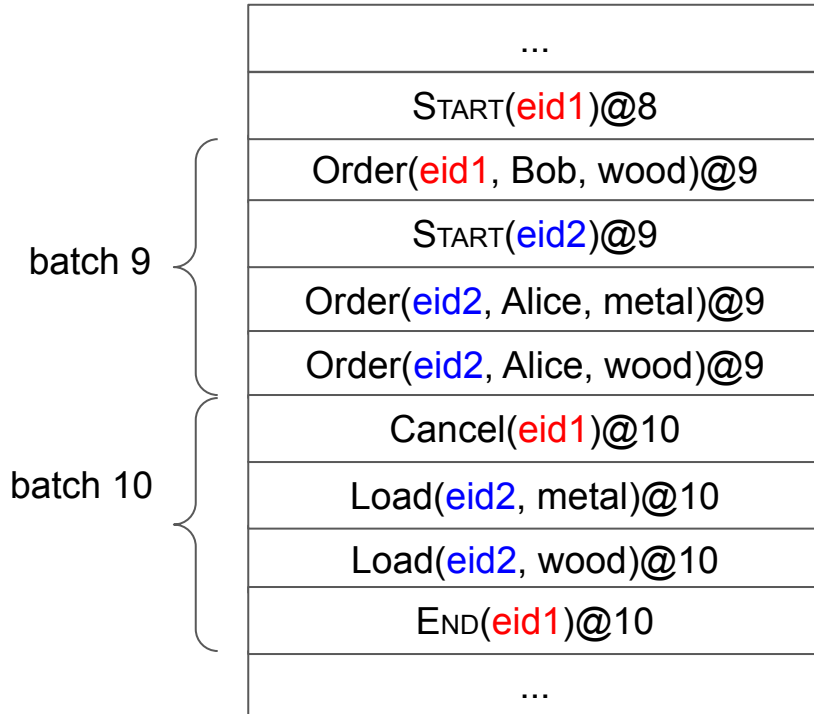 ...
START(eid1)@8
Order(eid1, Bob, wood)@9
START(eid2)@9
batch 9
Order(eid2, Alice, metal)@9
Order(eid2, Alice, wood)@9
Cancel(eid1)@10
batch 10
Load(eid2, metal)@10
Load(eid2, wood)@10
END(eid1)@10
...